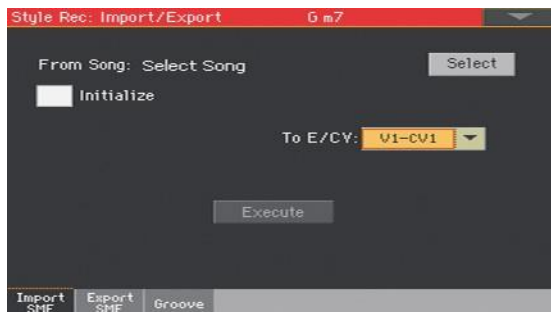 Style Rec: Import/Export G m7
From Song: Select Song Select
Initialize
To E/CV: V1-CV1
Execute
Import SMF Export SMF Groove